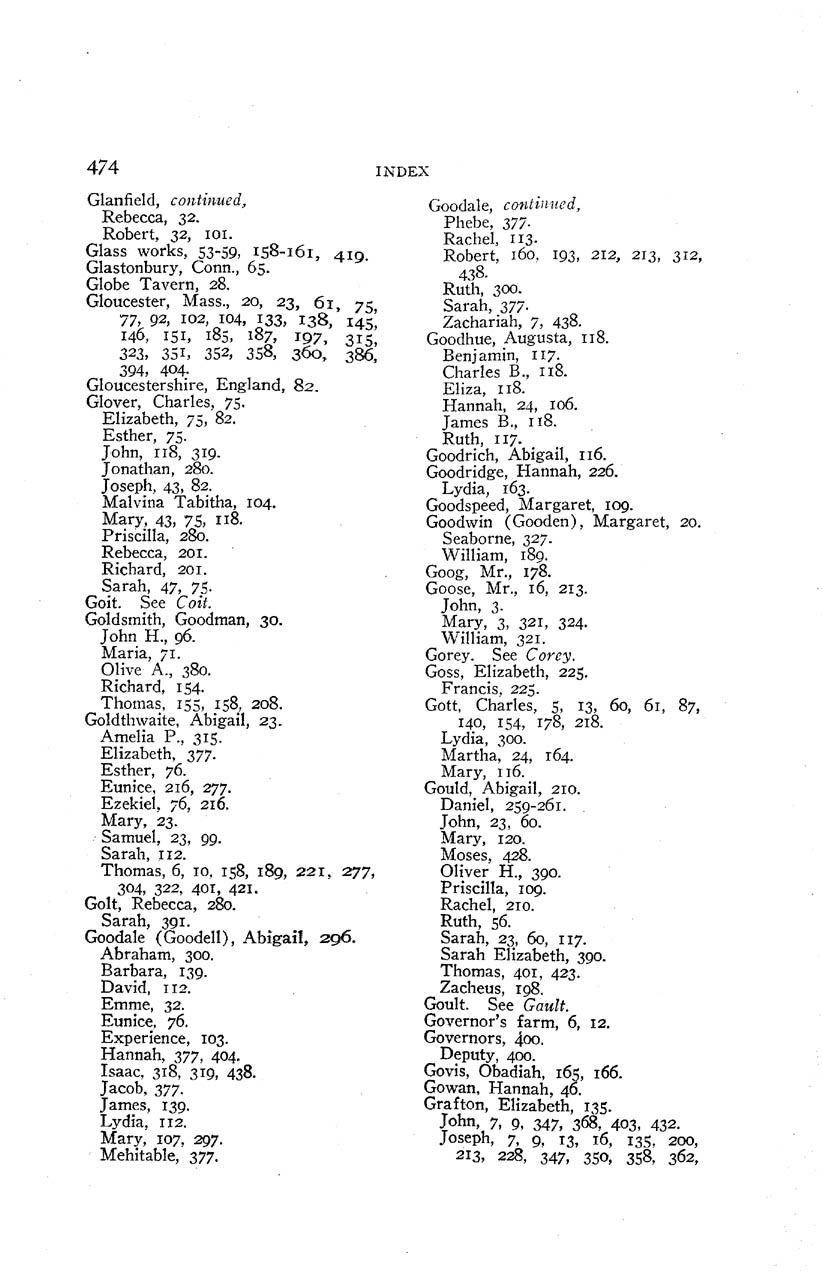 474
INDEX
Glanfield, continued,
Rebecca, 32.
Robert, 32, 101.
Glass works, 53-59, 158-161, 419.
Glastonbury, Conn., 65.
Globe Tavern, 28.
Gloucester, Mass., 20, 23, 61, 75,
77, 92, 102, 104, 133, 138, 145,
146, 151, 185, 187, 197, 315,
323, 351, 352, 358, 360, 386,
394, 404.
Gloucestershire, England, 82.
Glover, Charles, 75.
Elizabeth, 75, 82.
Esther, 75.
John, 118, 319.
Jonathan, 280.
Joseph, 43, 82.
Malvina Tabitha, 104.
Mary, 43, 75, 118.
Priscilla, 280.
Rebecca, 201.
Richard, 201.
Sarah, 47, 75.
Goit. See Coit.
Goldsmith, Goodman, 30.
John H., 96.
Maria, 71.
Olive A., 380.
Richard, 154.
Thomas, 155, 158, 208.
Goldthwaite, Abigail, 23.
Amelia P., 315.
Elizabeth, 377.
Esther, 76.
Eunice, 216, 277.
Ezekiel, 76, 216.
Mary, 23.
Samuel, 23, 99.
Sarah, 112.
Thomas, 6, 10, 158, 189, 221, 277,
304, 322, 401, 421.
Golt, Rebecca, 280.
Sarah, 391.
Goodale (Goodell), Abigail, 296.
Abraham, 300.
Barbara, 139.
David, 112.
Emme, 32.
Eunice, 76.
Experience, 103.
Hannah, 377, 404.
Isaac, 318, 319, 438.
Jacob, 377.
James, 139.
Lydia, 112.
Mary, 107, 297.
Mehitable, 377.
Goodale, continued,
Phebe, 377.
Rachel, 113.
Robert, 160, 193, 212, 213, 312,
438.
Ruth, 300.
Sarah, 377.
Zachariah, 7, 438.
Goodhue, Augusta, 118.
Benjamin, 117.
Charles B., 118.
Eliza, 118.
Hannah, 24, 106.
James B., 118.
Ruth, 117.
Goodrich, Abigail, 116.
Goodridge, Hannah, 226.
Lydia, 163.
Goodspeed, Margaret, 109.
Goodwin (Gooden), Margaret, 20.
Seaborne, 327.
William, 189.
Goog, Mr., 178.
Goose, Mr., 16, 213.
John, 3.
Mary, 3, 321, 324.
William, 321.
Gorey. See Corey.
Goss, Elizabeth, 225.
Francis, 225.
Gott, Charles, 5, 13, 60, 61, 87,
140, 154, 178, 218.
Lydia, 300.
Martha, 24, 164.
Mary, 116.
Gould, Abigail, 210.
Daniel, 259-261.
John, 23, 60.
Mary, 120.
Moses, 428.
Oliver H., 390.
Priscilla, 109.
Rachel, 210.
Ruth, 56.
Sarah, 23, 60, 117.
Sarah Elizabeth, 390.
Thomas, 401, 423.
Zacheus, 198.
Goult. See Gault.
Governor's farm, 6, 12.
Governors, 400.
Deputy, 400.
Govis, Obadiah, 165, 166.
Gowan, Hannah, 46.
Grafton, Elizabeth, 135.
John, 7, 9, 347, 368, 403, 432.
Joseph, 7, 9, 13, 16, 135, 200,
213, 228, 347, 350, 358, 362,